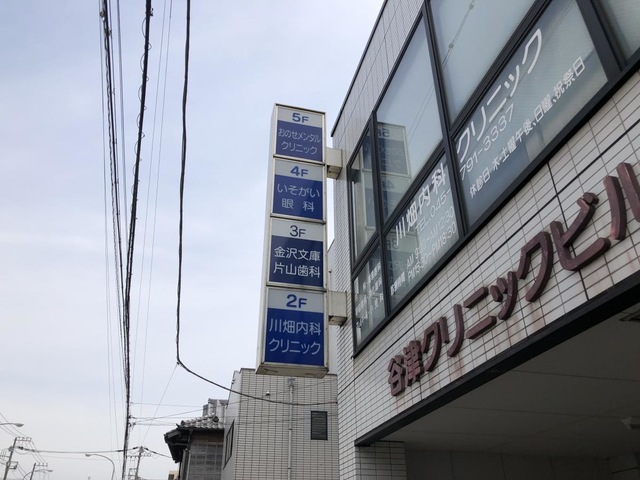 5F
おのせメンタル
クリニック
4F
いそがい
眼科
3F
金沢文庫
片山歯科
2F
川畑内科
クリニック
川畑内科クリニック
791-3337
休診日 木・土曜午後・日曜、祝祭日
谷津クリニックビル